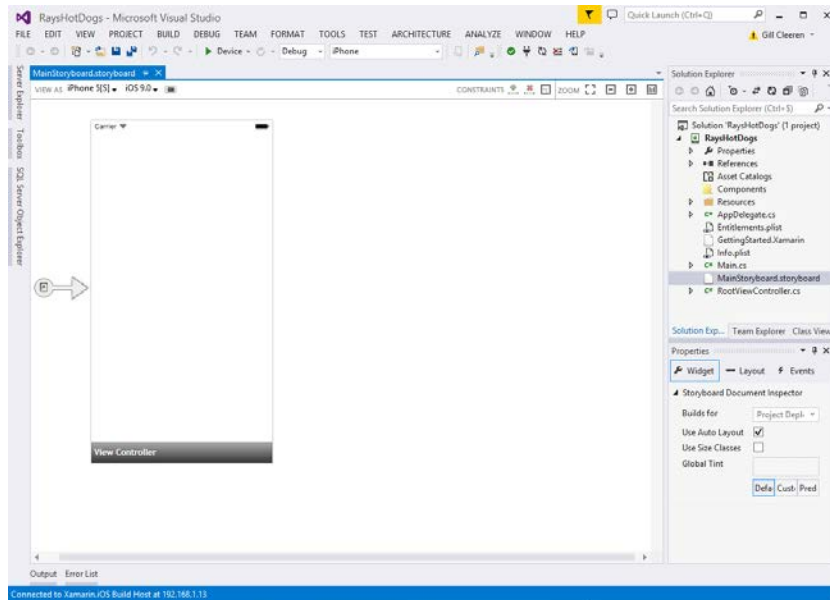 RaysHotDogs - Microsoft Visual Studio
Quick Launch (Ctrl+Q)
FILE EDIT VIEW PROJECT BUILD DEBUG TEAM FORMAT TOOLS TEST ARCHITECTURE ANALYZE WINDOW HELP
Gill Cleeren
Device Debug iPhone
Server Explorer
Toolbox
SQL Server Object Explorer
MainStoryboard.storyboard
VIEW AS iPhone 5[S] iOS 9.0
CONSTRAINTS
ZOOM
Carrier
View Controller
Output Error List
Solution Explorer
Search Solution Explorer (Ctrl+$)
Solution 'RaysHotDogs' (1 project)
RaysHotDogs
Properties
References
Asset Catalogs
Components
Resources
C# AppDelegate.cs
Entitlements.plist
GettingStarted.Xamarin
Info.plist
C# Main.cs
MainStoryboard.storyboard
C# RootViewController.cs
Solution Exp... Team Explorer Class View
Properties
Widget Layout Events
Storyboard Document Inspector
Builds for Project Depl
Use Auto Layout
Use Size Classes
Global Tint
Defa Cust Pred
Connected to Xamarin.iOS Build Host at 192.168.1.13